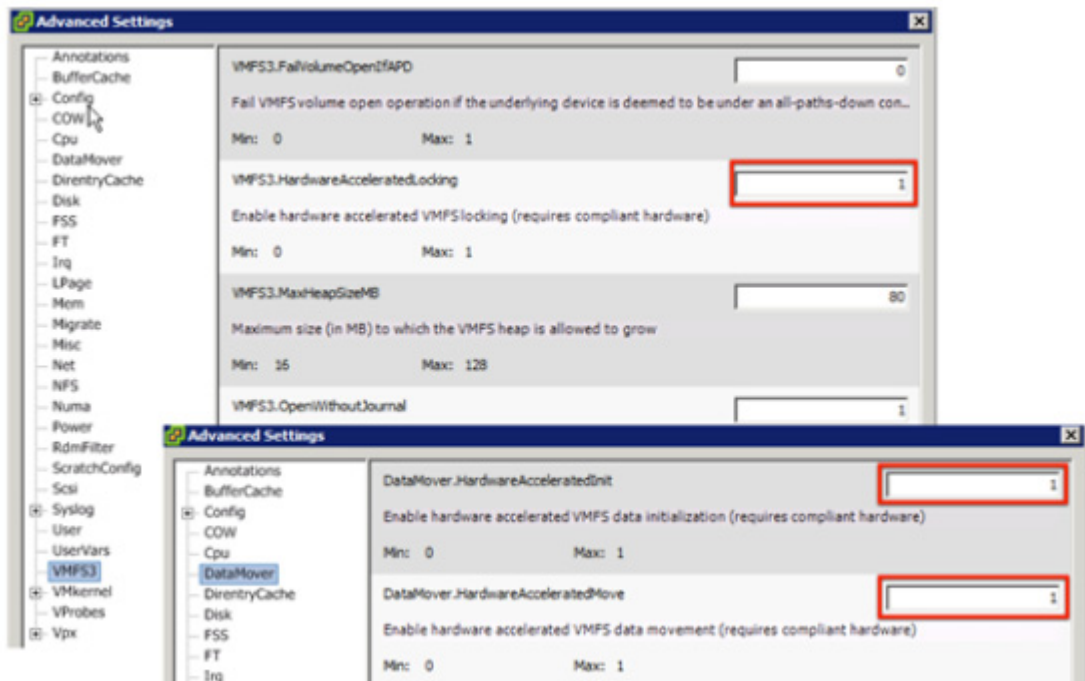 Advanced Settings
Annotations
BufferCache
Config
COW
Cpu
DataMover
DirentryCache
Disk
FSS
FT
Irq
LPage
Mem
Migrate
Misc
Net
NFS
Numa
Power
RdmFilter
ScratchConfig
Scsi
Syslog
User
UserVars
VMFS3
VMkernel
VProbes
Vpx
VMFS3.FailVolumeOpenIfAPD 0
Fail VMFS volume open operation if the underlying device is deemed to be under an all-paths-down con...
Min: 0 Max: 1
VMFS3.HardwareAcceleratedLocking 1
Enable hardware accelerated VMFS locking (requires compliant hardware)
Min: 0 Max: 1
VMFS3.MaxHeapSizeMB 80
Maximum size (in MB) to which the VMFS heap is allowed to grow
Min: 16 Max: 128
VMFS3.OpenWithoutJournal 1
Advanced Settings
Annotations
BufferCache
Config
COW
Cpu
DataMover
DirentryCache
Disk
FSS
FT
Irq
DataMover.HardwareAcceleratedInit 1
Enable hardware accelerated VMFS data initialization (requires compliant hardware)
Min: 0 Max: 1
DataMover.HardwareAcceleratedMove 1
Enable hardware accelerated VMFS data movement (requires compliant hardware)
Min: 0 Max: 1